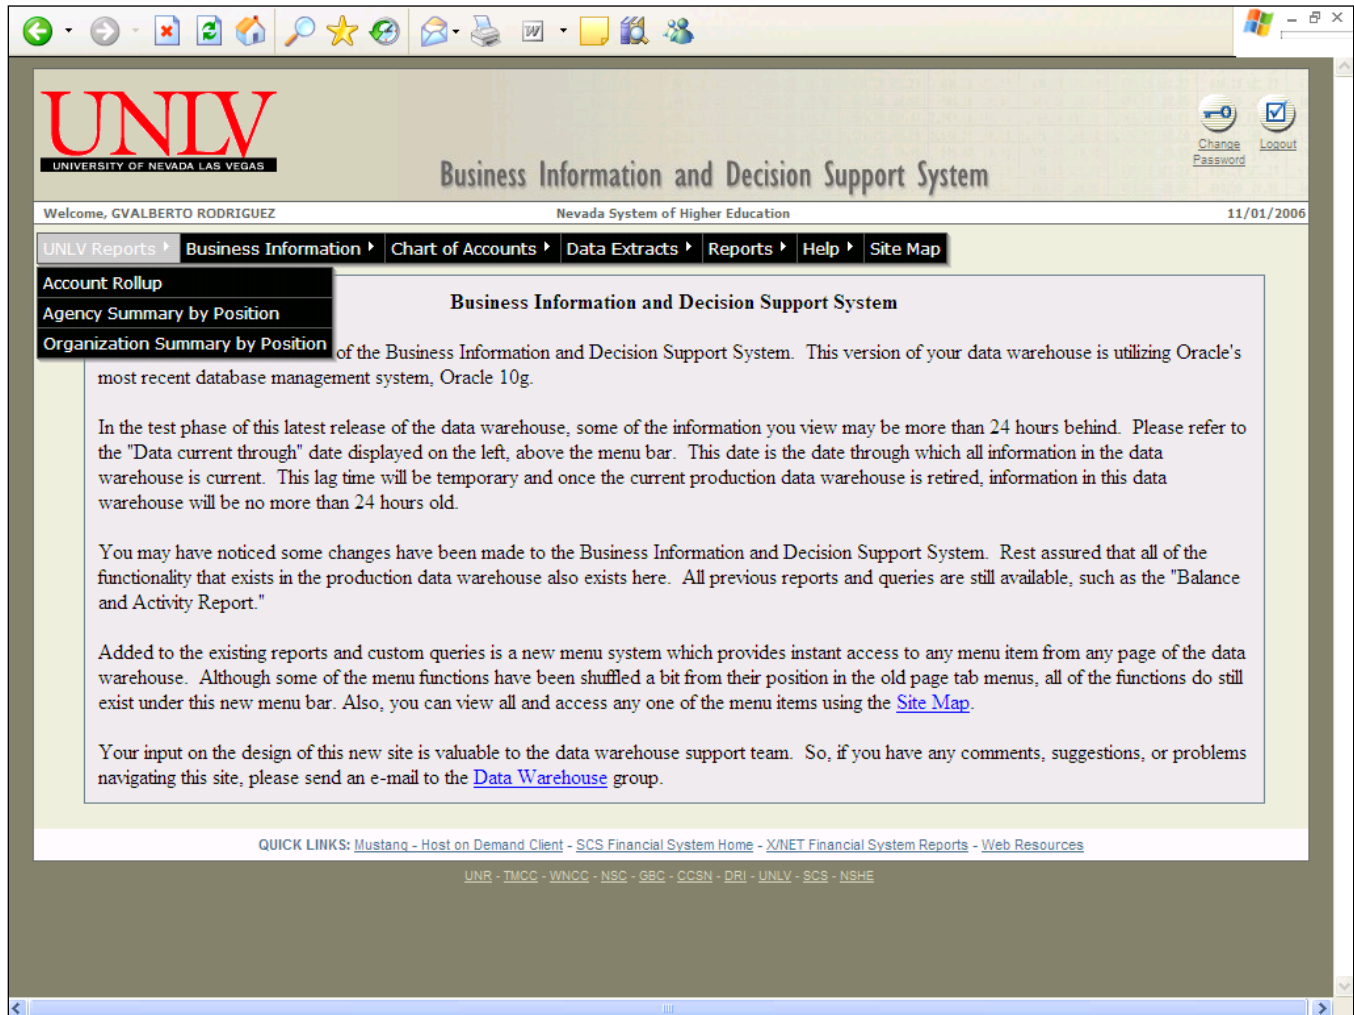 UNLV
UNIVERSITY OF NEVADA LAS VEGAS
Business Information and Decision Support System
Change Password
Logout
Welcome, GVALBERTO RODRIGUEZ
Nevada System of Higher Education
11/01/2006
UNLV Reports Business Information Chart of Accounts Data Extracts Reports Help Site Map
Account Rollup
Agency Summary by Position
Organization Summary by Position
Business Information and Decision Support System
of the Business Information and Decision Support System. This version of your data warehouse is utilizing Oracle's
most recent database management system, Oracle 10g.
In the test phase of this latest release of the data warehouse, some of the information you view may be more than 24 hours behind. Please refer to
the "Data current through" date displayed on the left, above the menu bar. This date is the date through which all information in the data
warehouse is current. This lag time will be temporary and once the current production data warehouse is retired, information in this data
warehouse will be no more than 24 hours old.
You may have noticed some changes have been made to the Business Information and Decision Support System. Rest assured that all of the
functionality that exists in the production data warehouse also exists here. All previous reports and queries are still available, such as the "Balance
and Activity Report."
Added to the existing reports and custom queries is a new menu system which provides instant access to any menu item from any page of the data
warehouse. Although some of the menu functions have been shuffled a bit from their position in the old page tab menus, all of the functions do still
exist under this new menu bar. Also, you can view all and access any one of the menu items using the Site Map.
Your input on the design of this new site is valuable to the data warehouse support team. So, if you have any comments, suggestions, or problems
navigating this site, please send an e-mail to the Data Warehouse group.
QUICK LINKS: Mustang - Host on Demand Client - SCS Financial System Home - X/NET Financial System Reports - Web Resources
UNR - TMCC - WNCC - NSC - GBC - CCSN - DRI - UNLV - SCS - NSHE